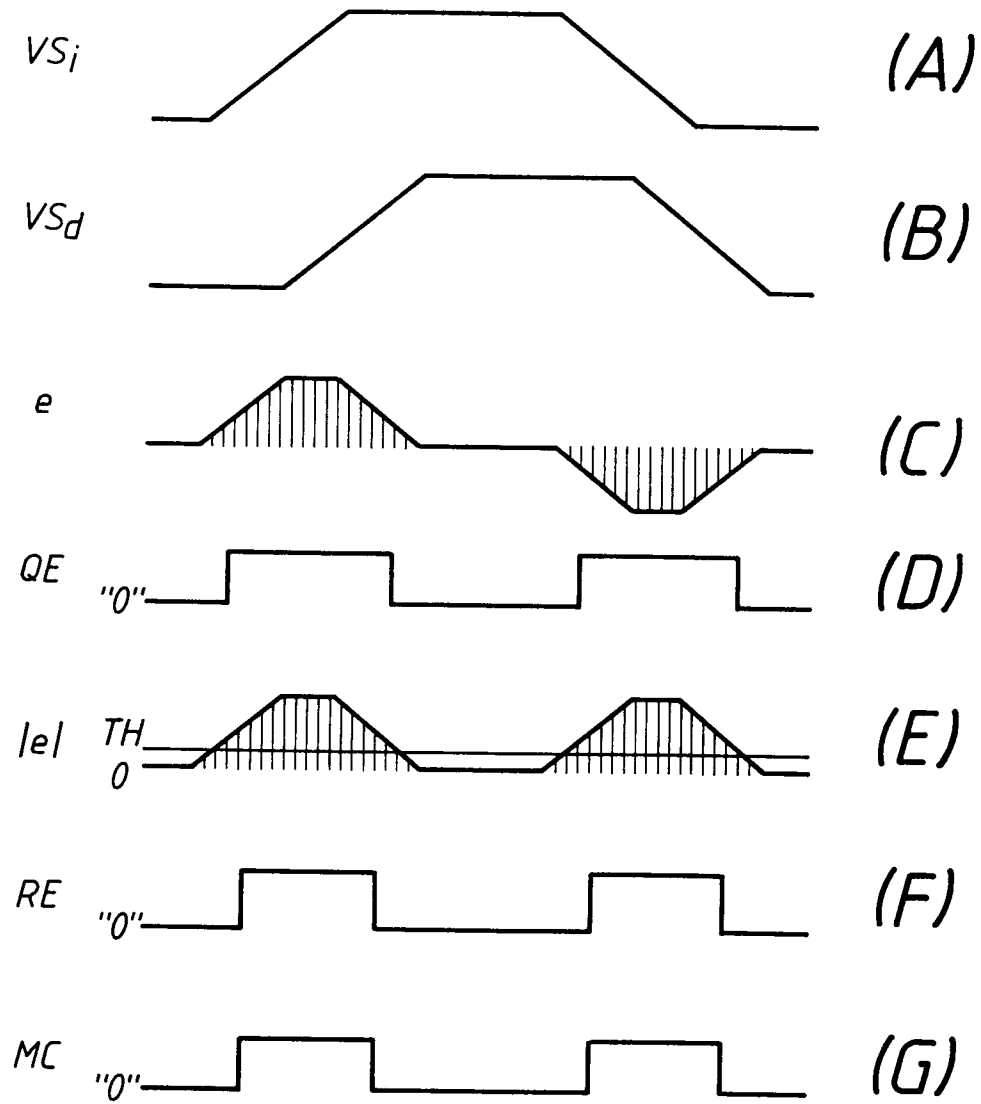 VSi (A)
VSd (B)
e (C)
QE "0" (D)
|e| TH 0 (E)
RE "0" (F)
MC "0" (G)